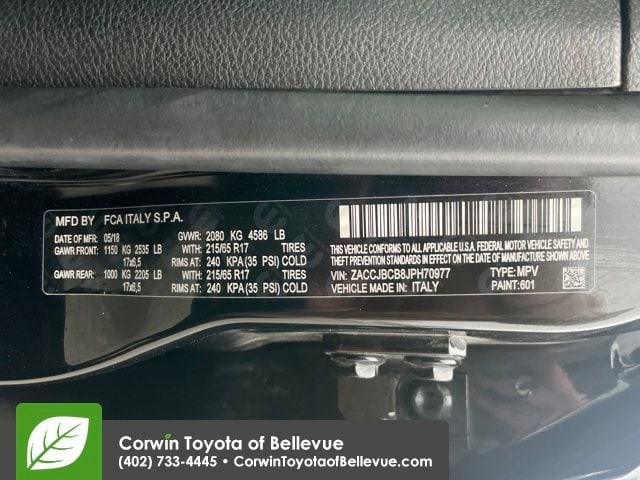 MFD BY FCA ITALY S.P.A.
DATE OF MFD: 05/18 GVWR: 2080 KG 4586 LB
GAWR FRONT: 1150 KG 2535 LB WITH 215/65 R17 TIRES
17x6,5 RIMS AT: 240 KPA(35 PSI) COLD
GAWR REAR: 1000 KG 2205 LB WITH 215/65 R17 TIRES
17x6,5 RIMS AT: 240 KPA(35 PSI) COLD
THIS VEHICLE CONFORMS TO ALL APPLICABLE
FEDERAL MOTOR VEHICLE SAFETY, BUMPER, AND THEFT PREVENTION
STANDARDS IN EFFECT ON THE DATE OF MANUFACTURE SHOWN ABOVE
VIN: ZACCJBCB8JPH70977 TYPE: MPV
VEHICLE MADE IN: ITALY PAINT: 601
Corwin Toyota of Bellevue
(402) 733-4445 • CorwinToyotaofBellevue.com